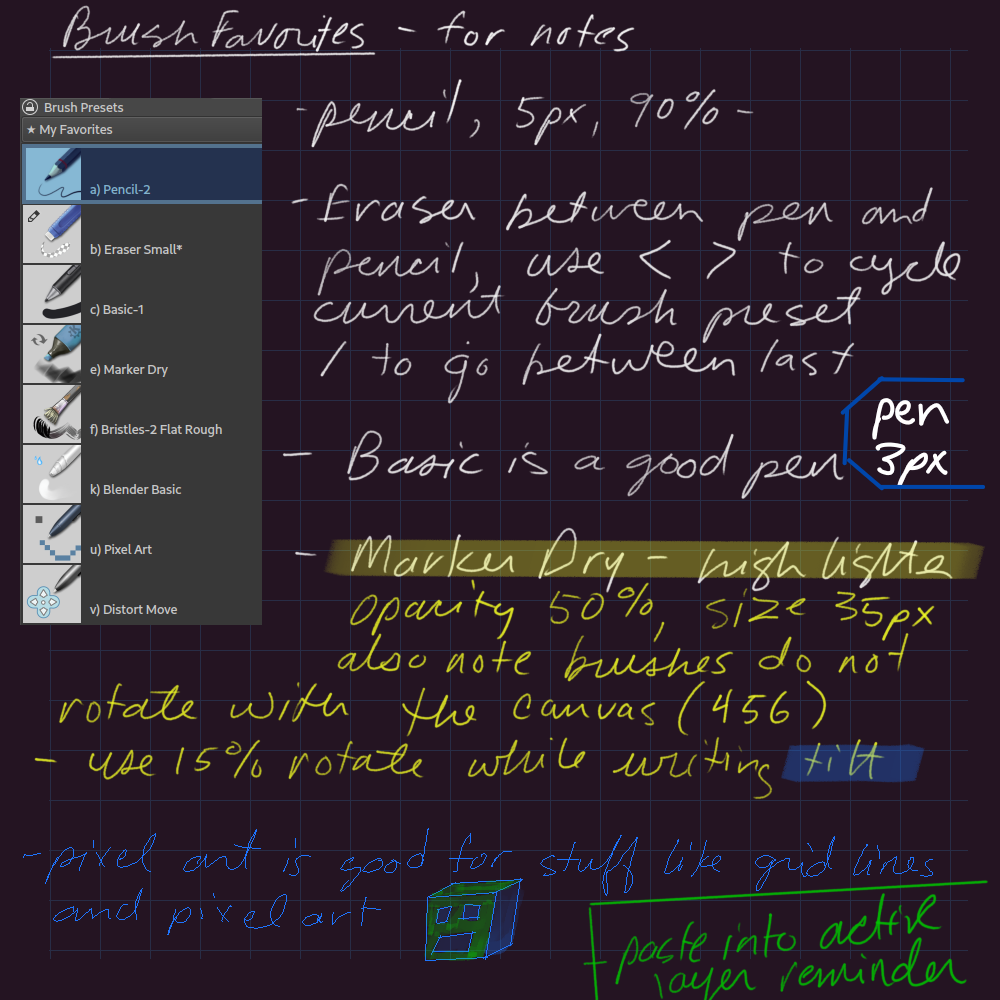 Brush Favorites - for notes
Brush Presets
★ My Favorites
a) Pencil-2
b) Eraser Small*
c) Basic-1
e) Marker Dry
f) Bristles-2 Flat Rough
k) Blender Basic
u) Pixel Art
v) Distort Move
- pencil, 5px, 90% -
- Eraser between pen and
pencil, use < > to cycle
current brush preset
/ to go between last
- Basic is a good pen
pen
3px
- Marker Dry - highlighte
opacity 50%, size 35px
also note brushes do not
rotate with the canvas (456)
- use 15% rotate while writing tilt
- pixel art is good for stuff like grid lines
and pixel art
paste into active
layer reminder